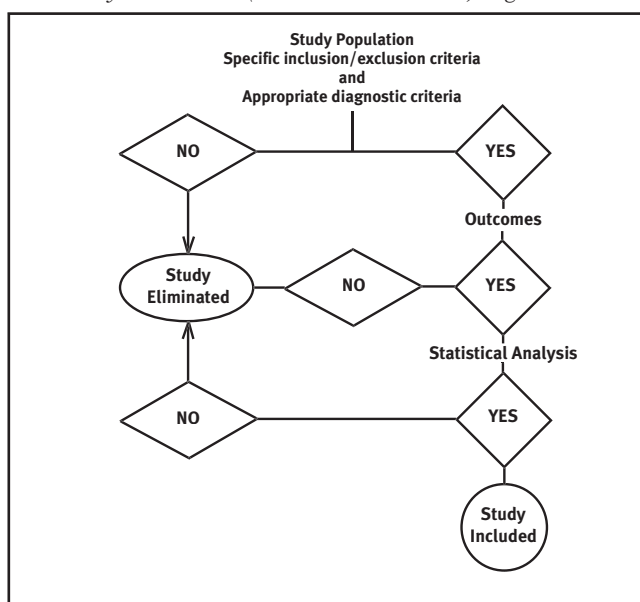 Study Population
Specific inclusion/exclusion criteria
and
Appropriate diagnostic criteria
NO
YES
Outcomes
Study
Eliminated
NO
YES
Statistical Analysis
NO
YES
Study
Included